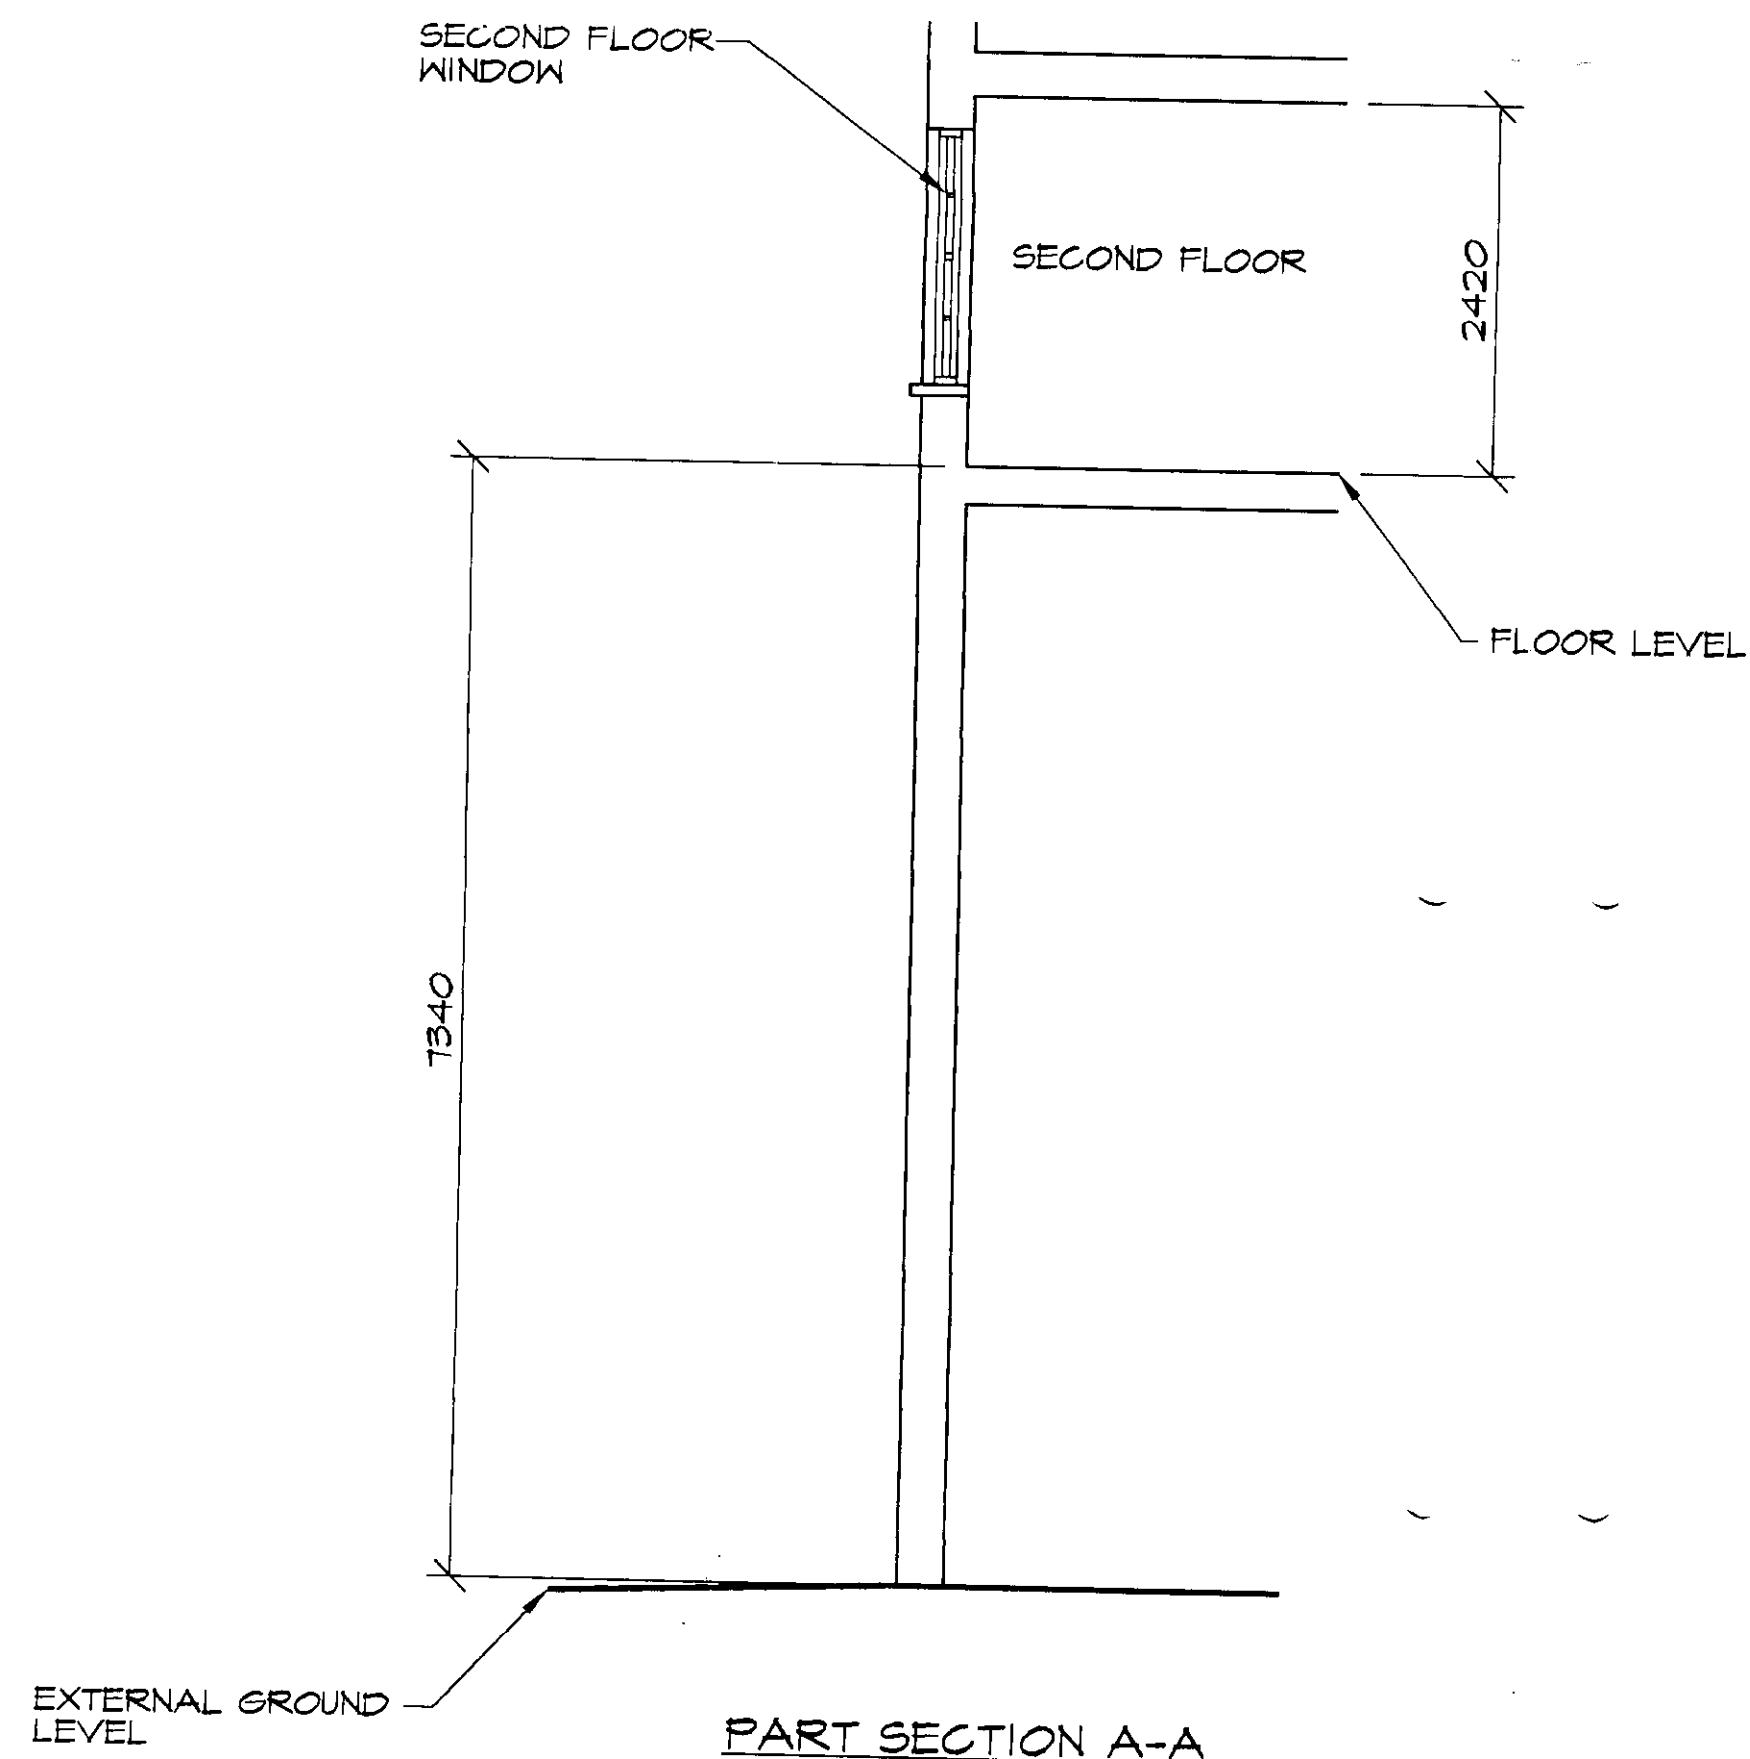 SECOND FLOOR
WINDOW
SECOND FLOOR
2420
FLOOR LEVEL
7340
EXTERNAL GROUND
LEVEL
PART SECTION A-A